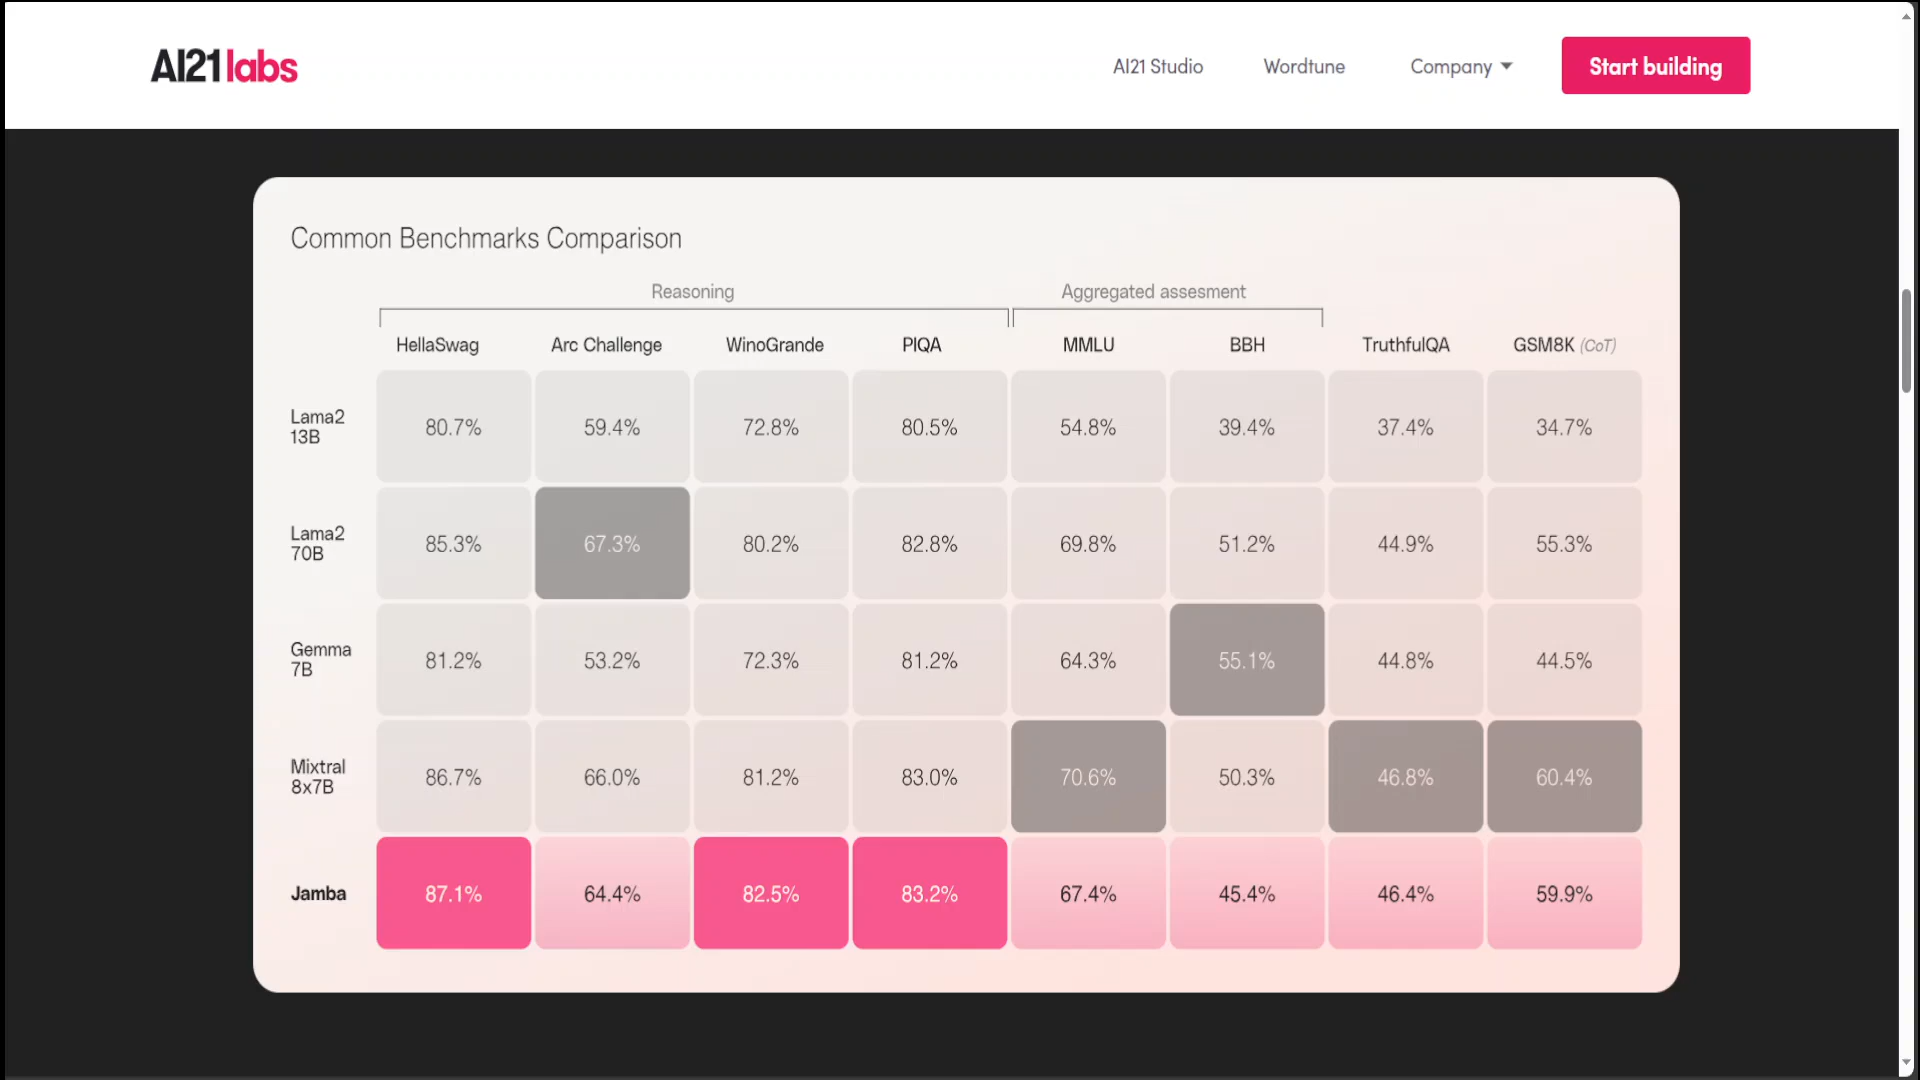 AI21labs
AI21 Studio
Wordtune
Company
Start building
Common Benchmarks Comparison
Reasoning Aggregated assesment
HellaSwag Arc Challenge WinoGrande PIQA MMLU BBH TruthfulQA GSM8K (CoT)
Lama2
13B
80.7% 59.4% 72.8% 80.5% 54.8% 39.4% 37.4% 34.7%
Lama2
70B
85.3% 67.3% 80.2% 82.8% 69.8% 51.2% 44.9% 55.3%
Gemma
7B
81.2% 53.2% 72.3% 81.2% 64.3% 55.1% 44.8% 44.5%
Mixtral
8x7B
86.7% 66.0% 81.2% 83.0% 70.6% 50.3% 46.8% 60.4%
Jamba 87.1% 64.4% 82.5% 83.2% 67.4% 45.4% 46.4% 59.9%